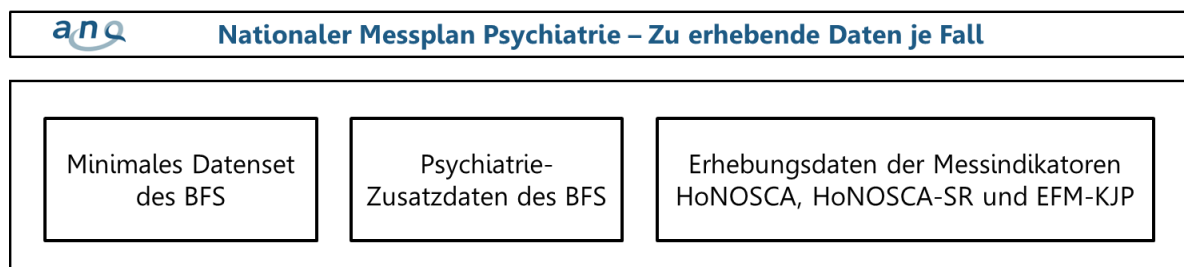 anq
Nationaler Messplan Psychiatrie – Zu erhebende Daten je Fall
Minimales Datenset
des BFS
Psychiatrie-
Zusatzdaten des BFS
Erhebungsdaten der Messindikatoren
HoNOSCA, HoNOSCA-SR und EFM-KJP